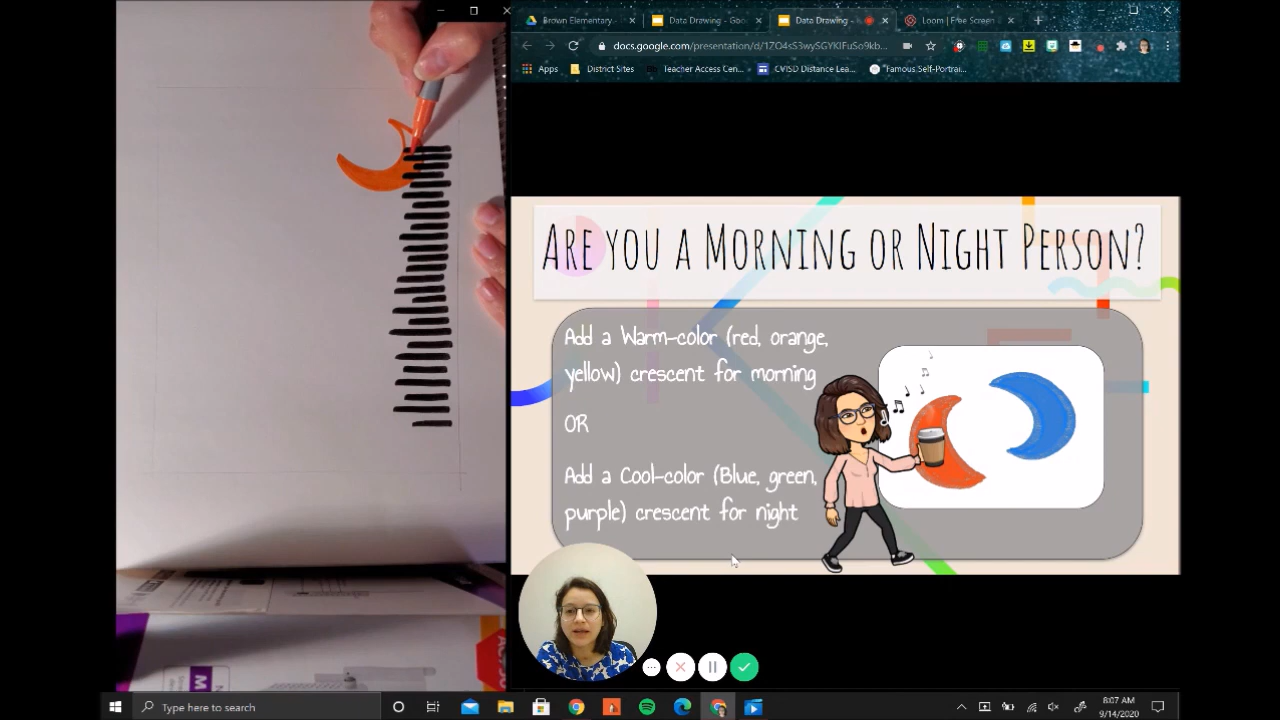 Brown Elementary
Data Drawing - Goo
Data Drawing -
Loom | Free Screen
docs.google.com/presentation/d/1ZO4sS3wySGYKlFuSo9kb...
Apps
District Sites
Teacher Access Cen...
CVISD Distance Lea...
"Famous Self-Portrai...
ARE YOU A MORNING OR NIGHT PERSON?
Add a Warm-color (red, orange,
yellow) crescent for morning
OR
Add a Cool-color (Blue, green,
purple) crescent for night
M
Type here to search
8:07 AM
9/14/2020